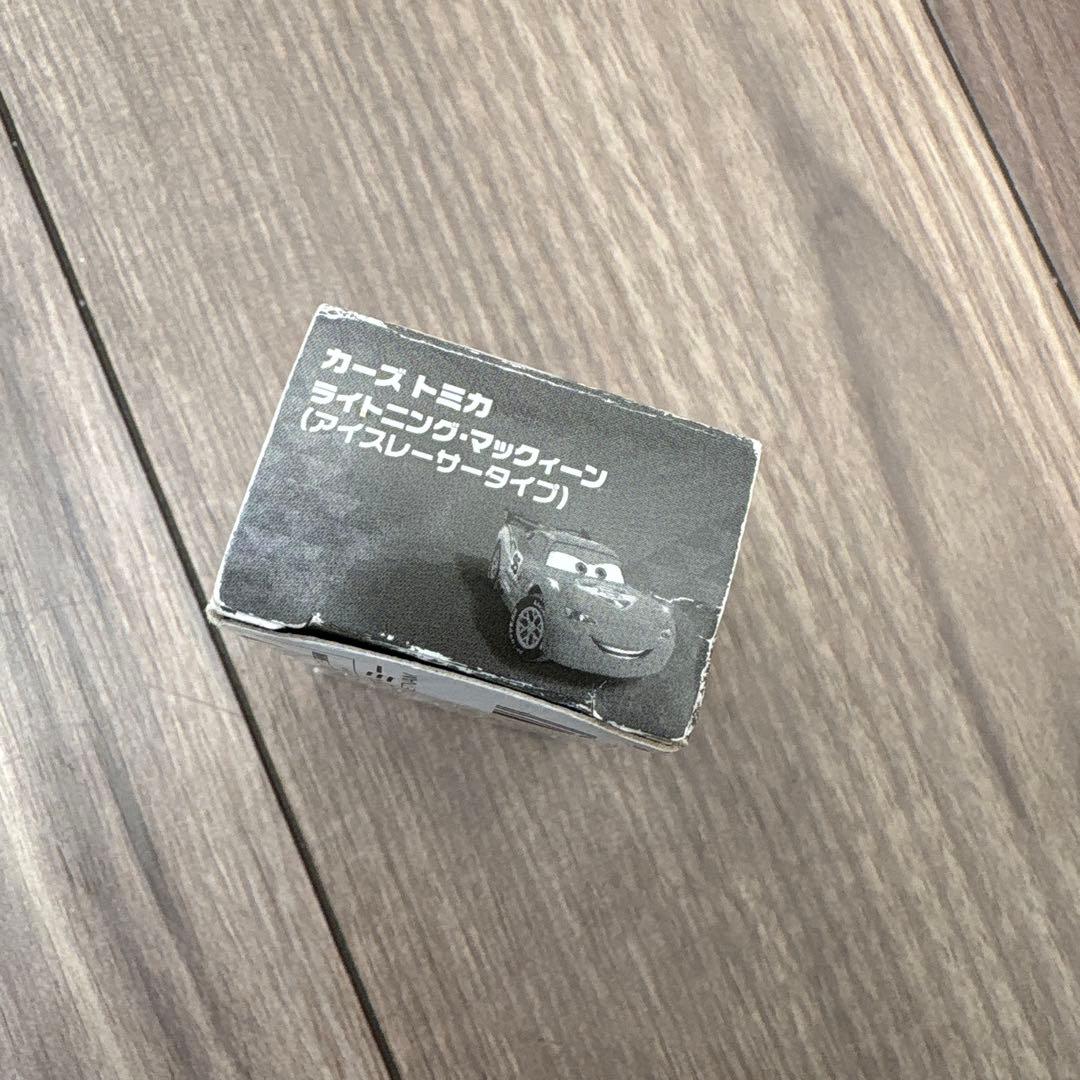 カーズ トミカ
ライトニング・マックィーン
(アイスレーサータイプ)